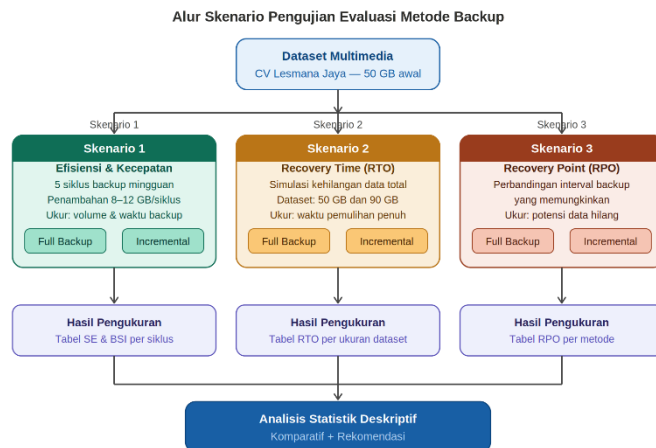 Alur Skenario Pengujian Evaluasi Metode Backup
Dataset Multimedia
CV Lesmana Jaya — 50 GB awal
Skenario 1
Skenario 2
Skenario 3
Skenario 1
Efisiensi & Kecepatan
5 siklus backup mingguan
Penambahan 8–12 GB/siklus
Ukur: volume & waktu backup
Full Backup
Incremental
Skenario 2
Recovery Time (RTO)
Simulasi kehilangan data total
Dataset: 50 GB dan 90 GB
Ukur: waktu pemulihan penuh
Full Backup
Incremental
Skenario 3
Recovery Point (RPO)
Perbandingan interval backup
yang memungkinkan
Ukur: potensi data hilang
Full Backup
Incremental
Hasil Pengukuran
Tabel SE & BSI per siklus
Hasil Pengukuran
Tabel RTO per ukuran dataset
Hasil Pengukuran
Tabel RPO per metode
Analisis Statistik Deskriptif
Komparatif + Rekomendasi